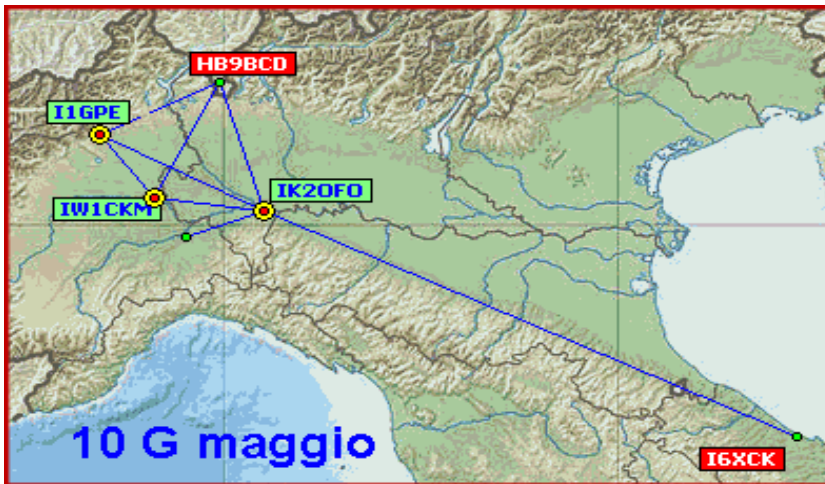 HB9BCD
I1GPE
IK2OFO
IW1CKM
10 G maggio
I6XCK